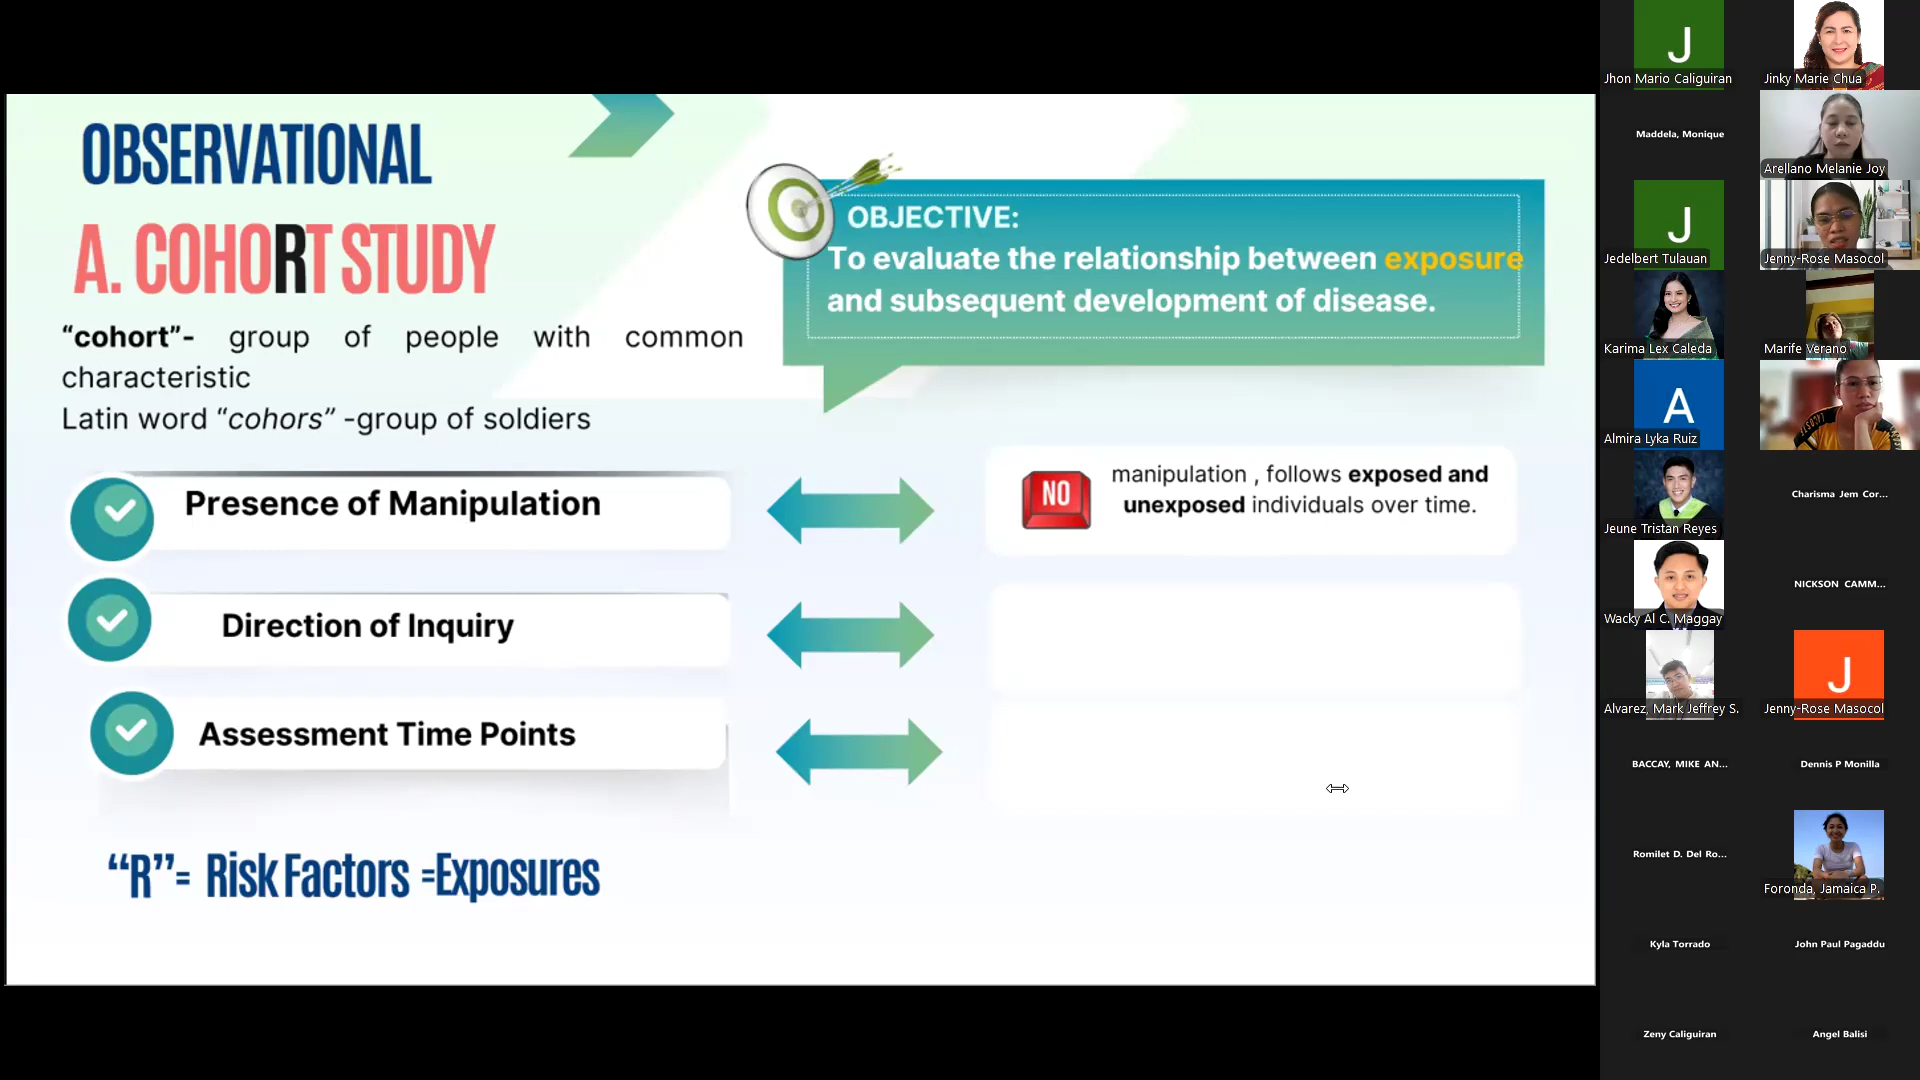 OBSERVATIONAL
A. COHORT STUDY
“cohort”- group of people with common
characteristic
Latin word “cohors” -group of soldiers
OBJECTIVE:
To evaluate the relationship between exposure
and subsequent development of disease.
Presence of Manipulation
NO
manipulation , follows exposed and
unexposed individuals over time.
Direction of Inquiry
Assessment Time Points
“R”= Risk Factors =Exposures
J
Jhon Mario Caliguiran
Jinky Marie Chua
Maddela, Monique
Arellano Melanie Joy
J
Jedelbert Tulauan
Jenny-Rose Masocol
Karima Lex Caleda
Marife Verano
A
Almira Lyka Ruiz
Jeune Tristan Reyes
Charisma Jem Cor...
Wacky Al C. Maggay
NICKSON CAMM...
Alvarez, Mark Jeffrey S.
J
Jenny-Rose Masocol
BACCAY, MIKE AN...
Dennis P Monilla
Romilet D. Del Ro...
Foronda, Jamaica P.
Kyla Torrado
John Paul Pagaddu
Zeny Caliguiran
Angel Balisi